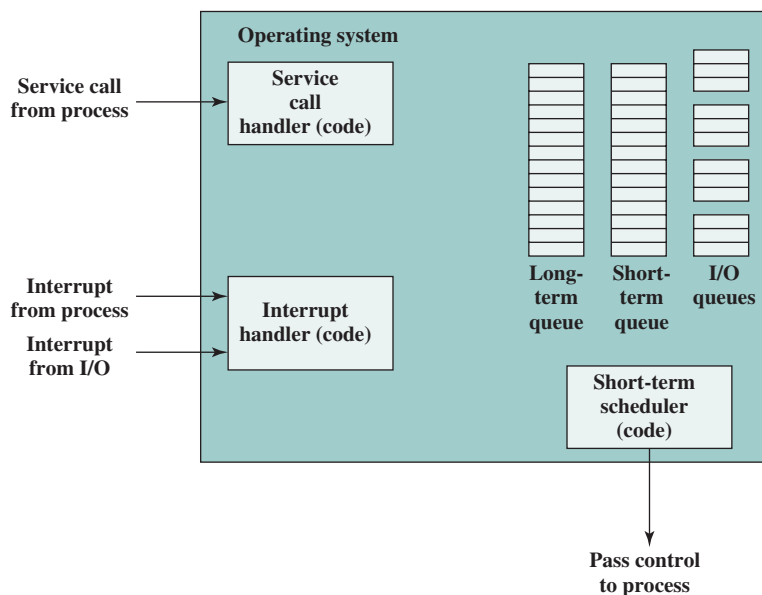 Operating system
Service call
from process
Service
call
handler (code)
Interrupt
from process
Interrupt
from I/O
Interrupt
handler (code)
Long-
term
queue
Short-
term
queue
I/O
queues
Short-term
scheduler
(code)
Pass control
to process